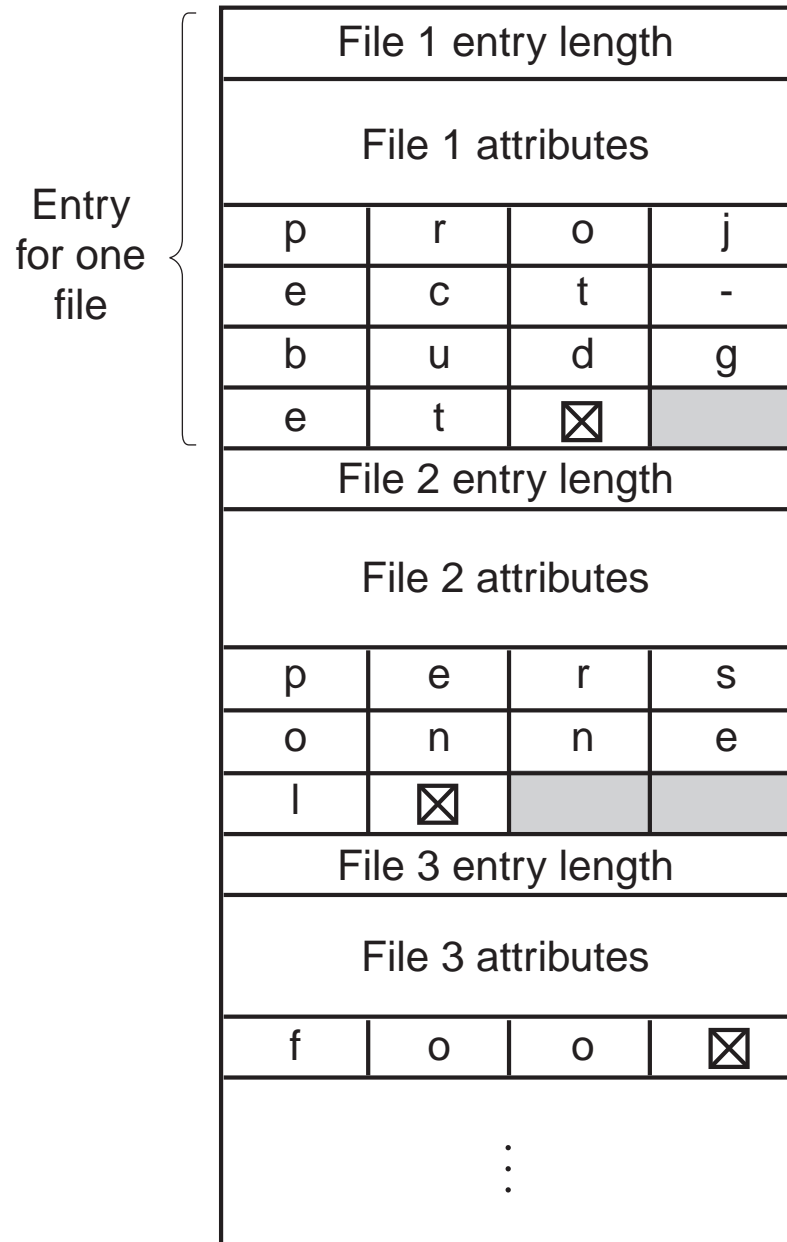 File 1 entry length
File 1 attributes
Entry
for one
file
p r o j
e c t -
b u d g
e t ☒
File 2 entry length
File 2 attributes
p e r s
o n n e
l ☒
File 3 entry length
File 3 attributes
f o o ☒
⋮